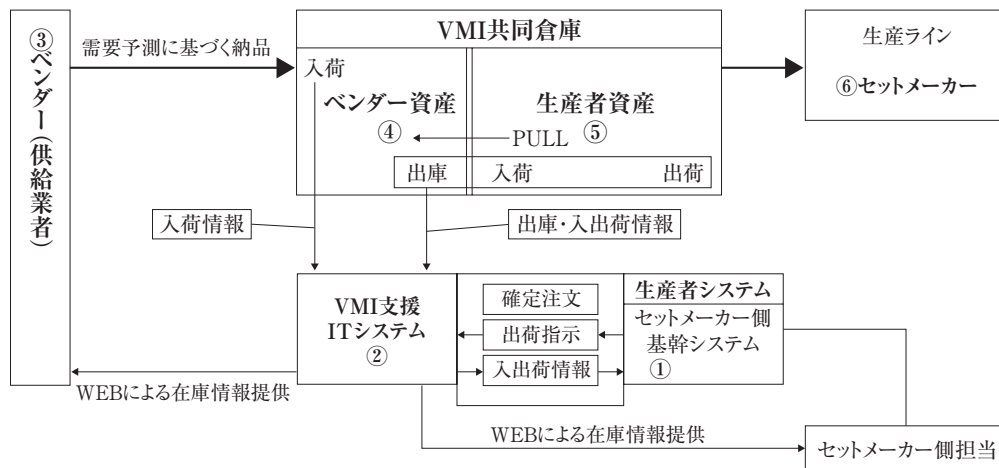 ③ベンダー(供給業者)
需要予測に基づく納品
VMI共同倉庫
入荷
ベンダー資産
④
生産者資産
⑤
PULL
出庫
入荷
出荷
生産ライン
⑥セットメーカー
入荷情報
出庫・入出荷情報
VMI支援
ITシステム
②
確定注文
出荷指示
入出荷情報
生産者システム
セットメーカー側
基幹システム
①
WEBによる在庫情報提供
WEBによる在庫情報提供
セットメーカー側担当